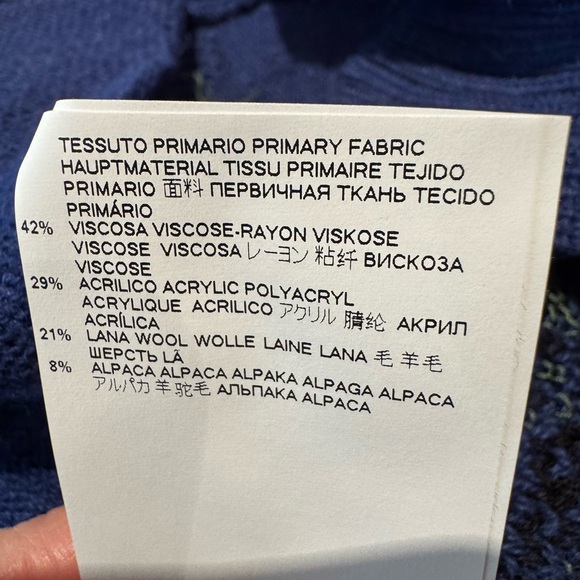 TESSUTO PRIMARIO PRIMARY FABRIC
HAUPTMATERIAL TISSU PRIMAIRE TEJIDO
PRIMARIO 面料 ПЕРВИЧНАЯ ТКАНЬ TECIDO
PRIMÁRIO
42% VISCOSA VISCOSE-RAYON VISKOSE
VISCOSE VISCOSA レーヨン 粘纤 ВИСКОЗА
VISCOSE
29% ACRILICO ACRYLIC POLYACRYL
ACRYLIQUE ACRILICO アクリル 腈纶 АКРИЛ
ACRÍLICA
21% LANA WOOL WOLLE LAINE LANA 毛 羊毛
ШЕРСТЬ LÃ
8% ALPACA ALPACA ALPAKA ALPAGA ALPACA
アルパカ 羊驼毛 АЛЬПАКА ALPACA